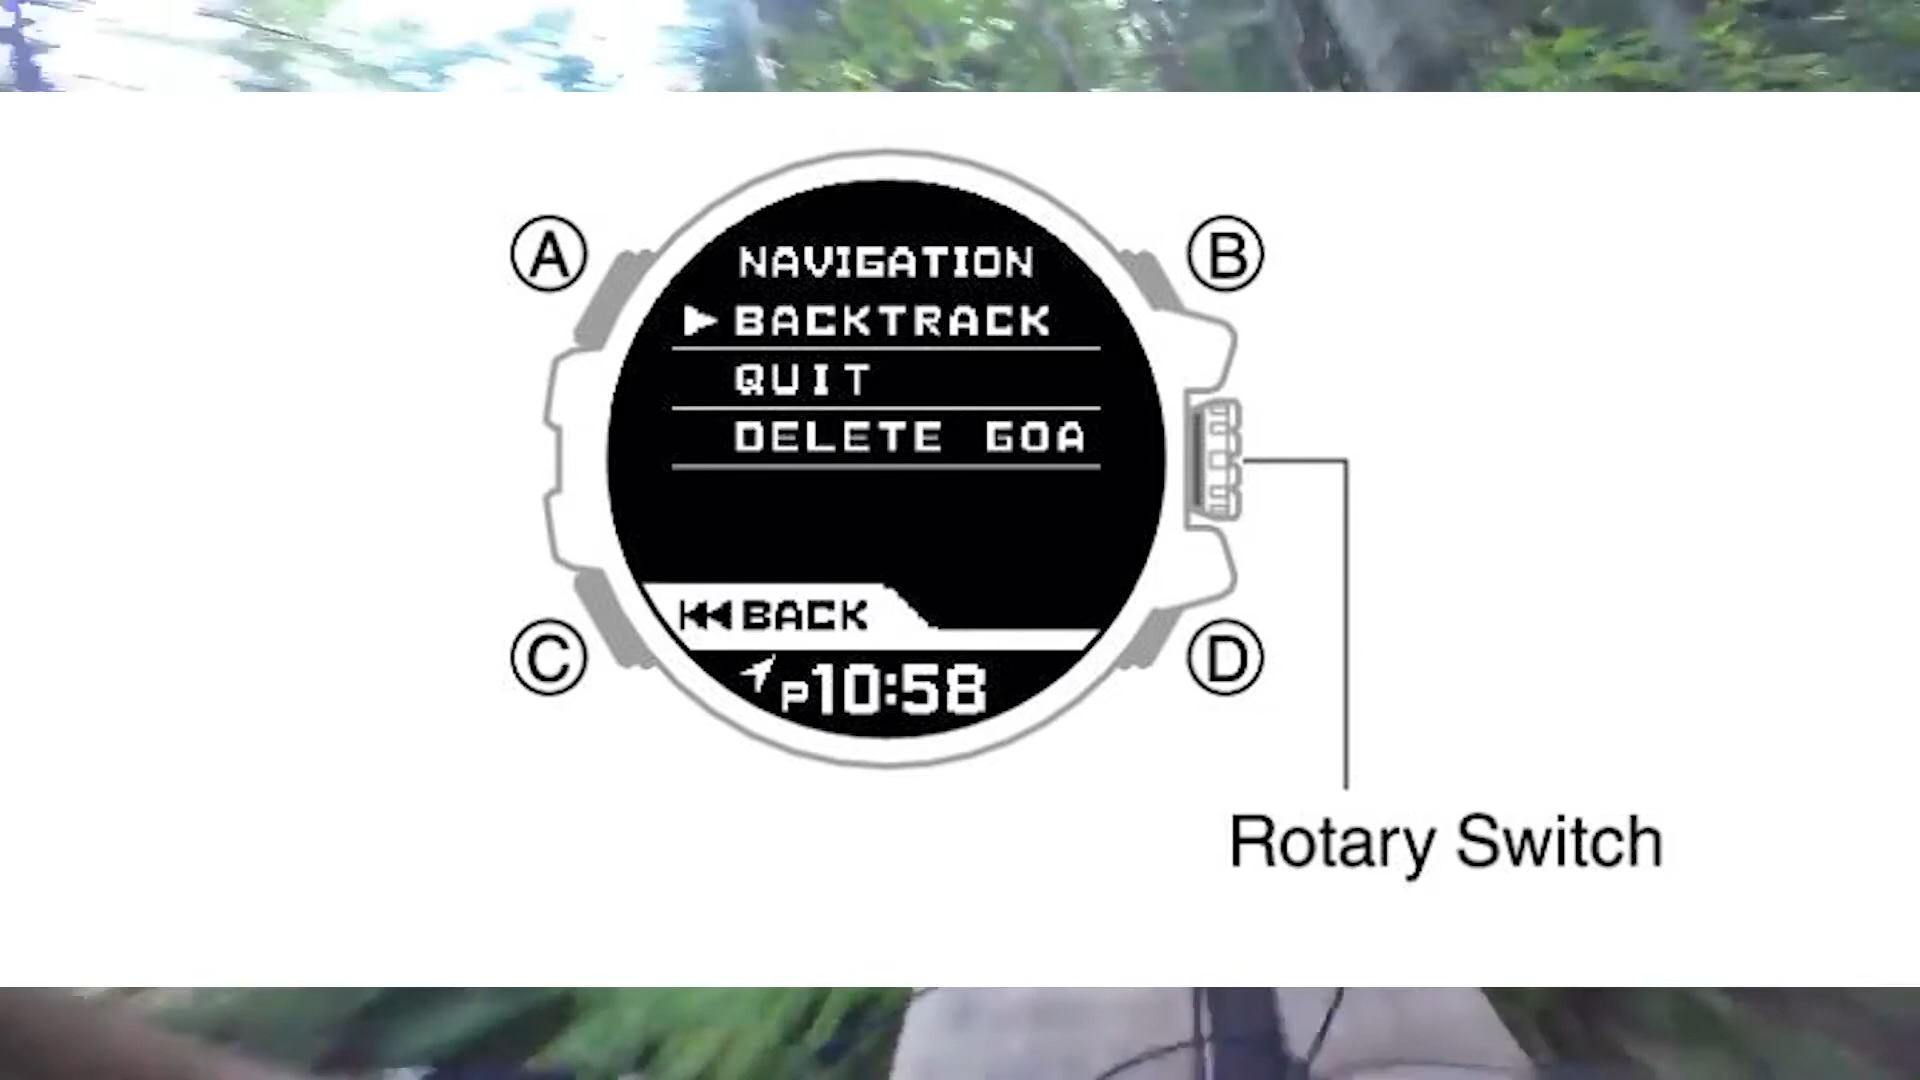 A
B
NAVIGATION
▶BACKTRACK
QUIT
DELETE GOA
BACK
P10:58
C
D
Rotary Switch